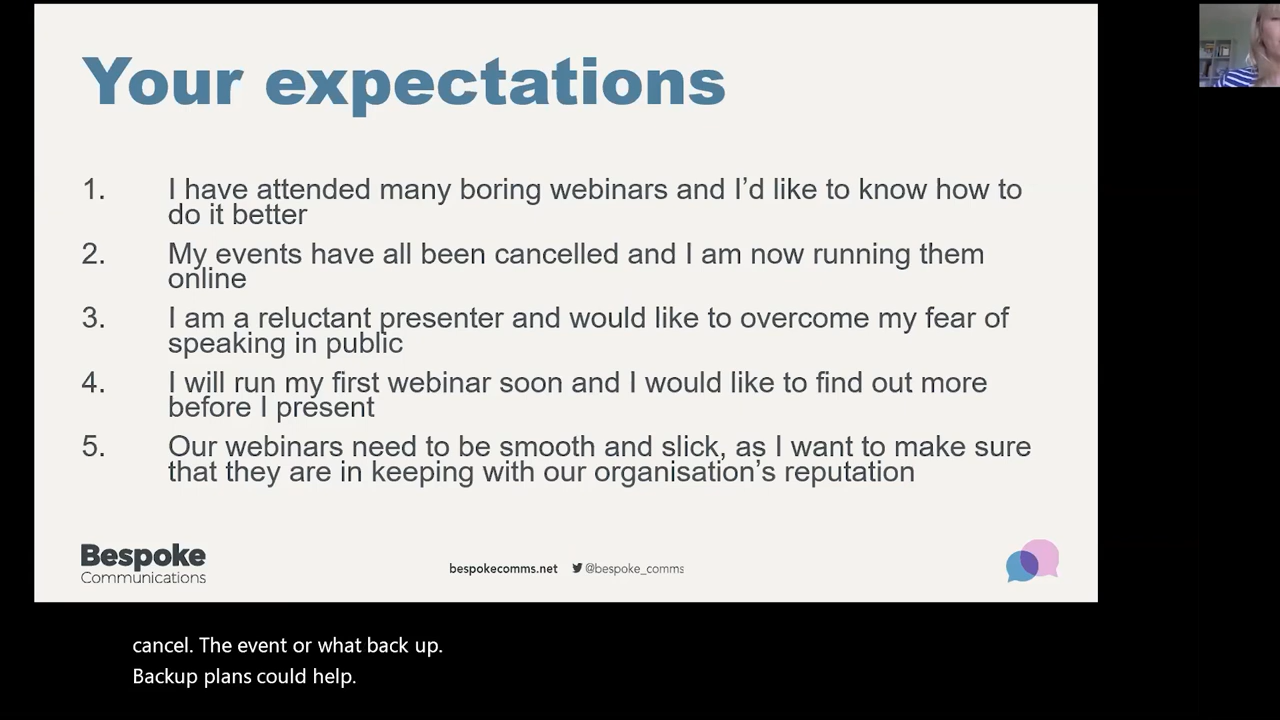 Your expectations
1. I have attended many boring webinars and I’d like to know how to
do it better
2. My events have all been cancelled and I am now running them
online
3. I am a reluctant presenter and would like to overcome my fear of
speaking in public
4. I will run my first webinar soon and I would like to find out more
before I present
5. Our webinars need to be smooth and slick, as I want to make sure
that they are in keeping with our organisation’s reputation
Bespoke
Communications
bespokecomms.net @bespoke_comms
cancel. The event or what back up.
Backup plans could help.